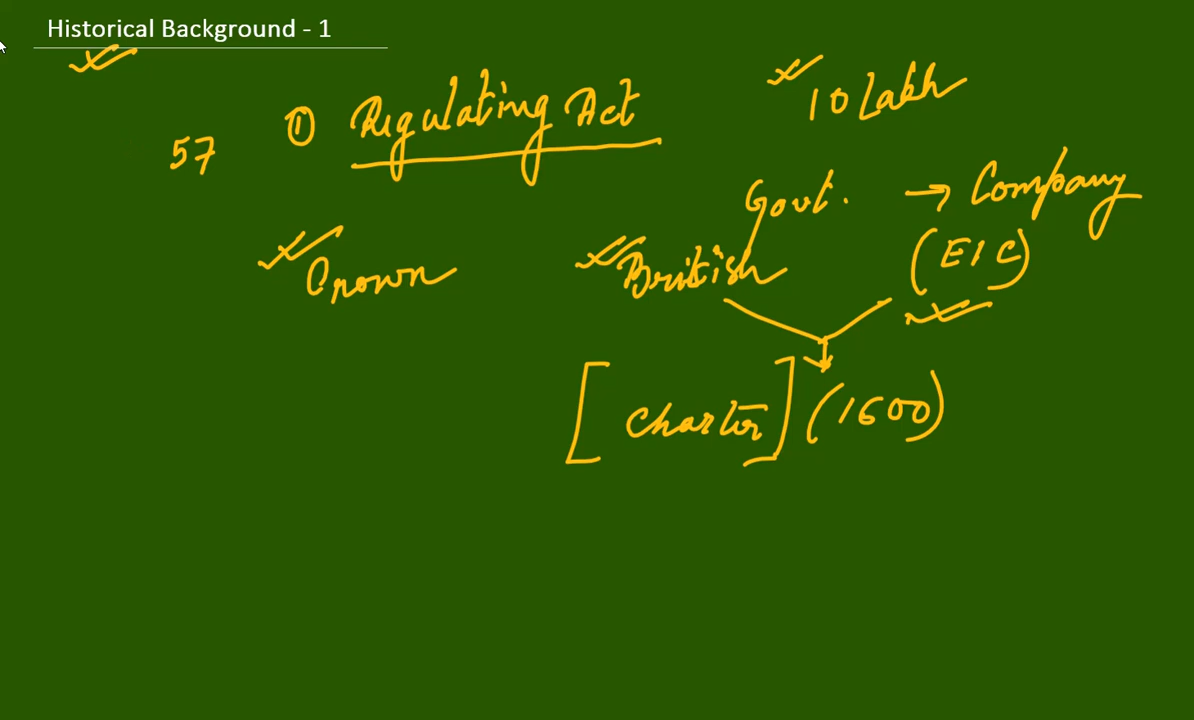 Historical Background - 1
10 Lakh
① Regulating Act
57
Govt. → Company
Crown British (EIC)
[Charter] (1600)